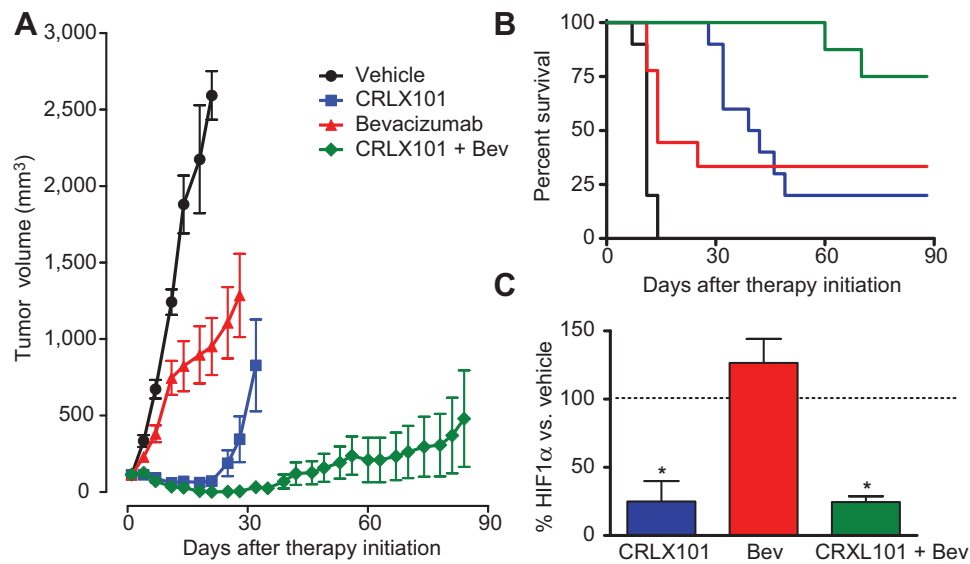 A
Tumor volume (mm³)
3,000
2,500
2,000
1,500
1,000
500
0
0
30
60
90
Days after therapy initiation
Vehicle
CRLX101
Bevacizumab
CRLX101 + Bev
B
Percent survival
100
75
50
25
0
0
30
60
90
Days after therapy initiation
C
% HIF1α vs. vehicle
150
100
50
0
*
*
CRLX101
Bev
CRXL101 + Bev